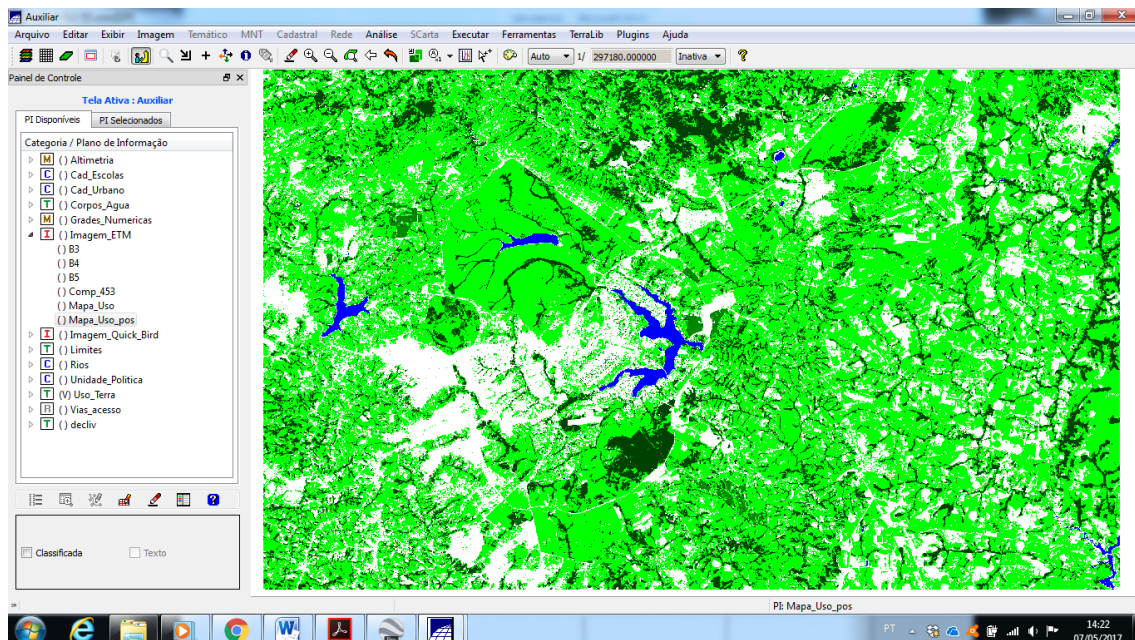 Auxiliar
Arquivo Editar Exibir Imagem Temático MNT Cadastral Rede Análise SCarta Executar Ferramentas TerraLib Plugins Ajuda
Auto 1/ 297180.000000 Inativa
Painel de Controle
Tela Ativa : Auxiliar
PI Disponíveis PI Selecionados
Categoria / Plano de Informação
M () Altimetria
C () Cad_Escolas
C () Cad_Urbano
T () Corpos_Agua
M () Grades_Numericas
I () Imagem_ETM
() B3
() B4
() B5
() Comp_453
() Mapa_Uso
() Mapa_Uso_pos
I () Imagem_Quick_Bird
T () Limites
C () Rios
C () Unidade_Politica
T (V) Uso_Terra
R () Vias_acesso
T () decliv
Classificada Texto
PI: Mapa_Uso_pos
PT 14:22
07/05/2017